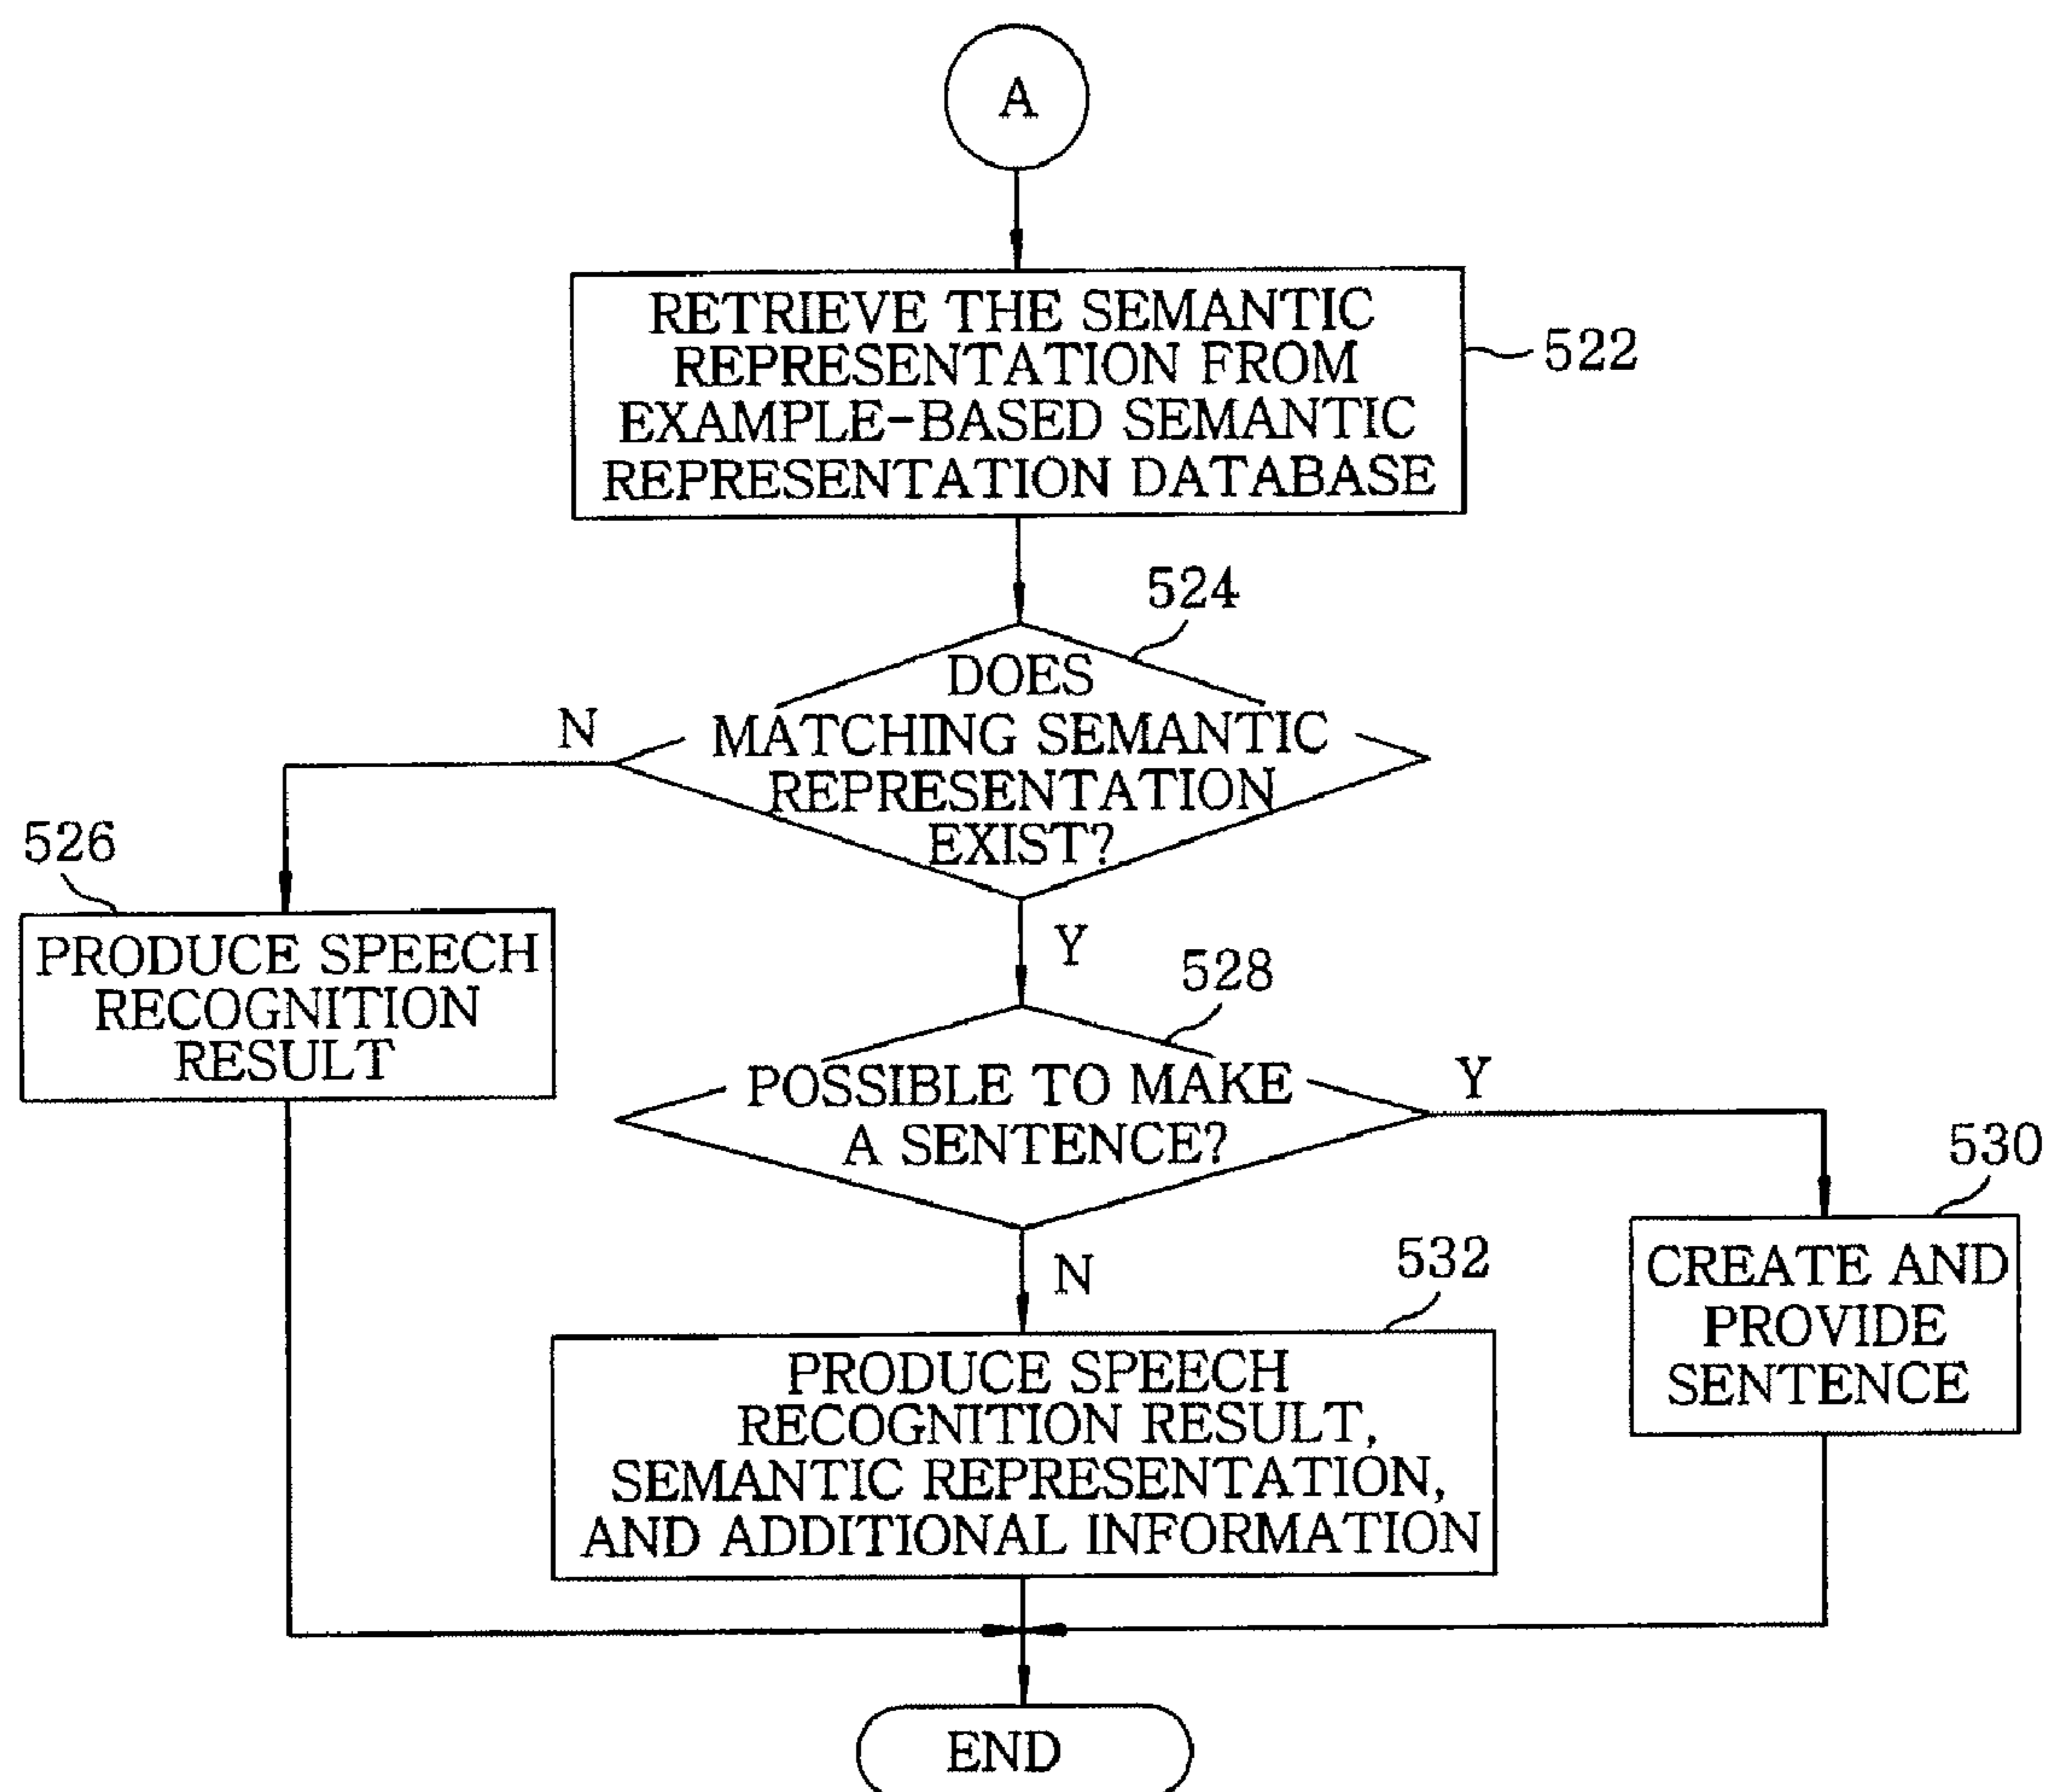 A
RETRIEVE THE SEMANTIC
REPRESENTATION FROM
EXAMPLE-BASED SEMANTIC
REPRESENTATION DATABASE
522
524
DOES
MATCHING SEMANTIC
REPRESENTATION
EXIST?
N
526
PRODUCE SPEECH
RECOGNITION
RESULT
Y
528
POSSIBLE TO MAKE
A SENTENCE?
Y
530
CREATE AND
PROVIDE
SENTENCE
N
532
PRODUCE SPEECH
RECOGNITION RESULT,
SEMANTIC REPRESENTATION,
AND ADDITIONAL INFORMATION
END